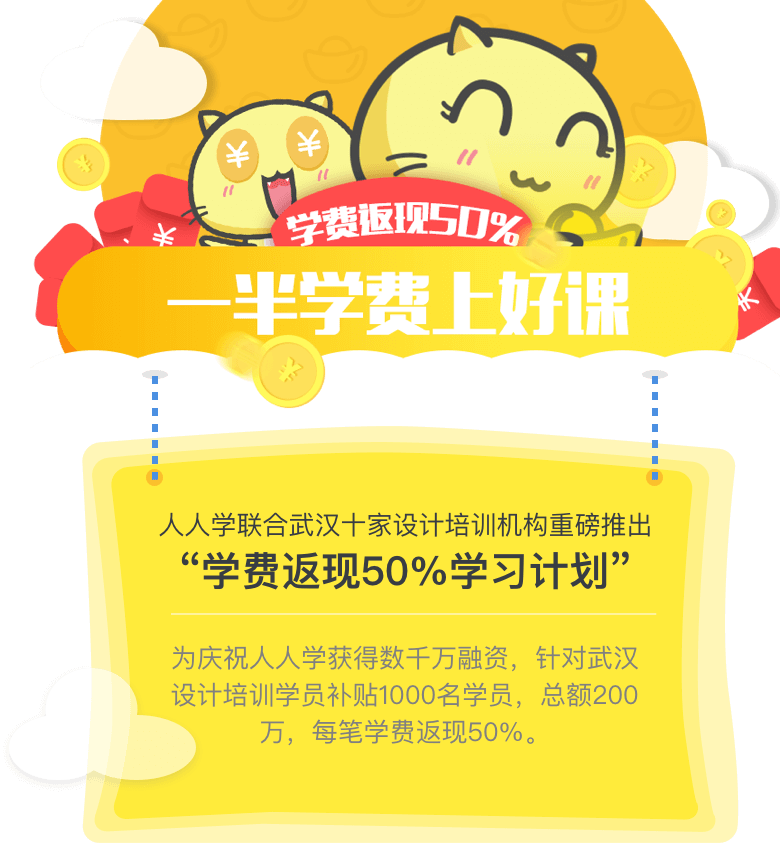 学费返现50%
一半学费上好课
人人学联合武汉十家设计培训机构重磅推出
“学费返现50%学习计划”
为庆祝人人学获得数千万融资，针对武汉
设计培训学员补贴1000名学员，总额200
万，每笔学费返现50%。